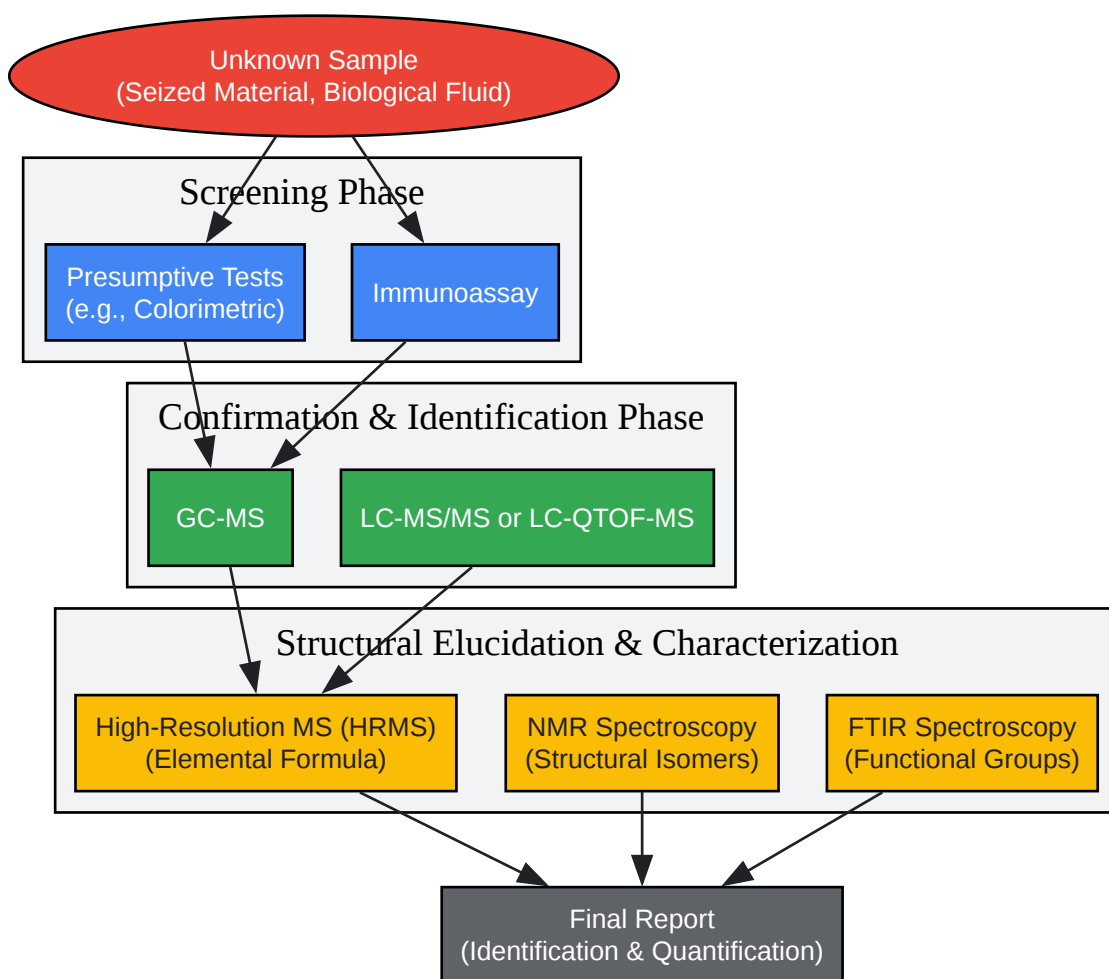 Unknown Sample
(Seized Material, Biological Fluid)
Screening Phase
Presumptive Tests
(e.g., Colorimetric)
Immunoassay
Confirmation & Identification Phase
GC-MS
LC-MS/MS or LC-QTOF-MS
Structural Elucidation & Characterization
High-Resolution MS (HRMS)
(Elemental Formula)
NMR Spectroscopy
(Structural Isomers)
FTIR Spectroscopy
(Functional Groups)
Final Report
(Identification & Quantification)